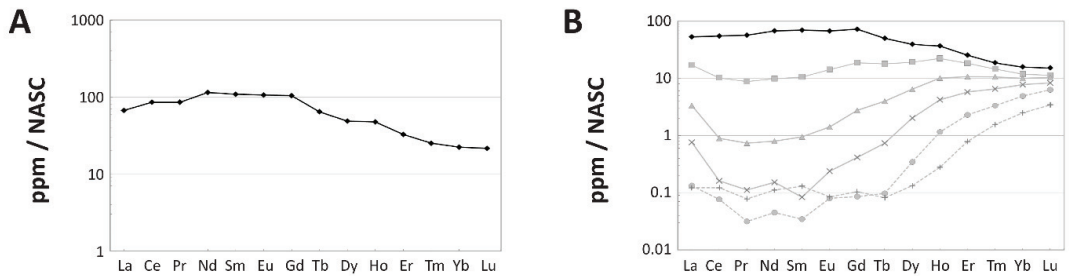 A
ppm / NASC
1000
100
10
1
La Ce Pr Nd Sm Eu Gd Tb Dy Ho Er Tm Yb Lu
B
ppm / NASC
100
10
1
0.1
0.01
La Ce Pr Nd Sm Eu Gd Tb Dy Ho Er Tm Yb Lu